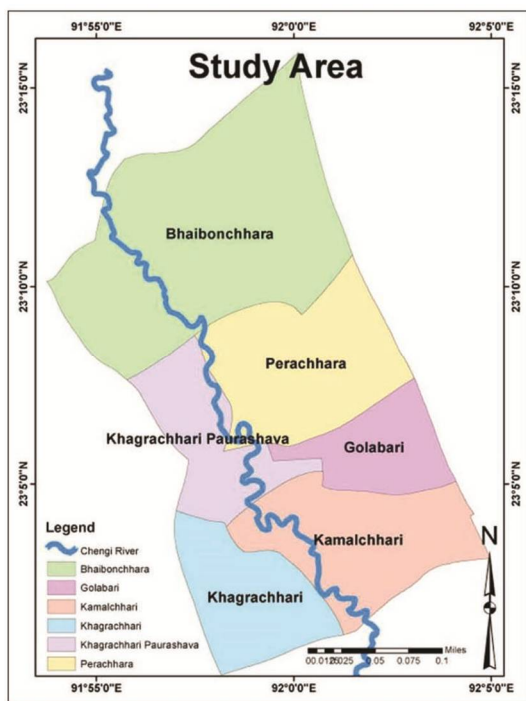 91°55'0"E 92°0'0"E 92°5'0"E
Study Area
23°15'0"N 23°15'0"N
Bhaibonchhara
23°10'0"N 23°10'0"N
Perachhara
Khagrachhari Paurashava
Golabari
23°5'0"N 23°5'0"N
Legend
Chengi River
Bhaibonchhara
Golabari
Kamalchhari
Khagrachhari
Khagrachhari Paurashava
Perachhara
Kamalchhari
Khagrachhari
N
Miles
0.05 0.075 0.1
91°55'0"E 92°0'0"E 92°5'0"E